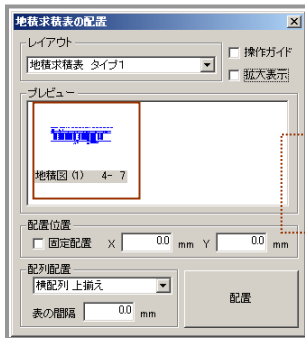 地積求積表の配置
レイアウト
地積求積表 タイプ1
操作ガイド
拡大表示
プレビュー
地積図 (1) 4- 7
配置位置
固定配置 X 0.0 mm Y 0.0 mm
配列配置
横配列 上揃え
表の間隔 0.0 mm
配置